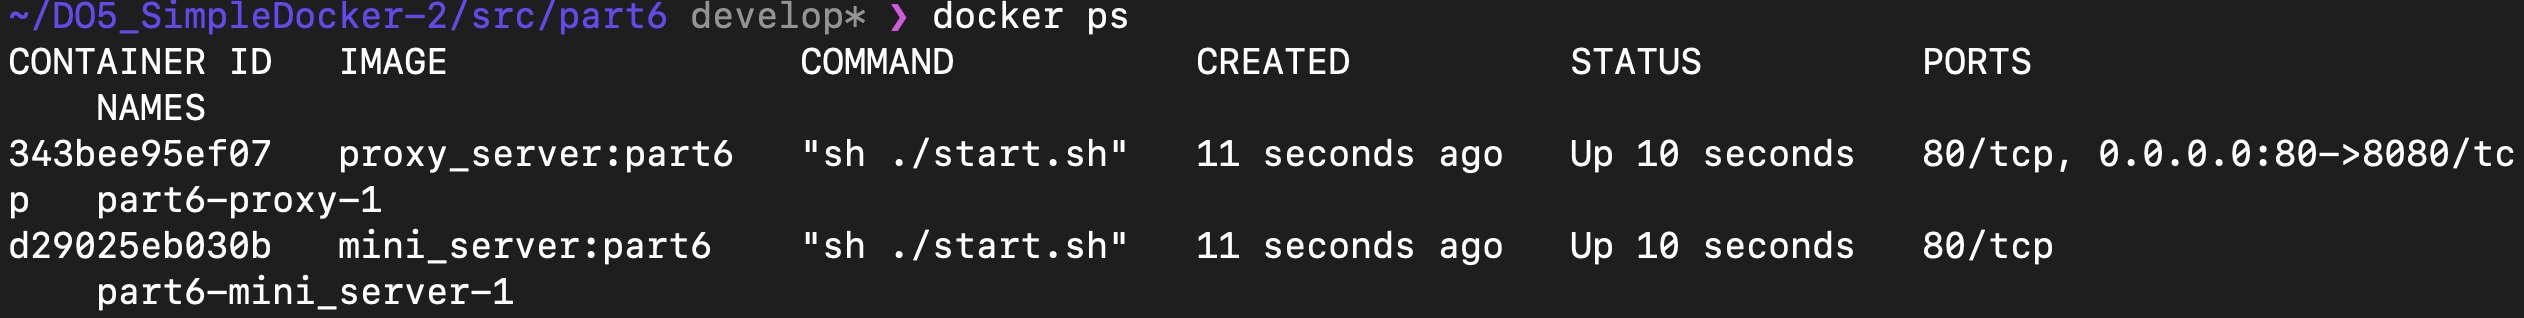 ~/DO5_SimpleDocker-2/src/part6 develop* ❯ docker ps
CONTAINER ID   IMAGE                COMMAND           CREATED          STATUS          PORTS
    NAMES
343bee95ef07   proxy_server:part6   "sh ./start.sh"   11 seconds ago   Up 10 seconds   80/tcp, 0.0.0.0:80->8080/tc
p   part6-proxy-1
d29025eb030b   mini_server:part6    "sh ./start.sh"   11 seconds ago   Up 10 seconds   80/tcp
    part6-mini_server-1